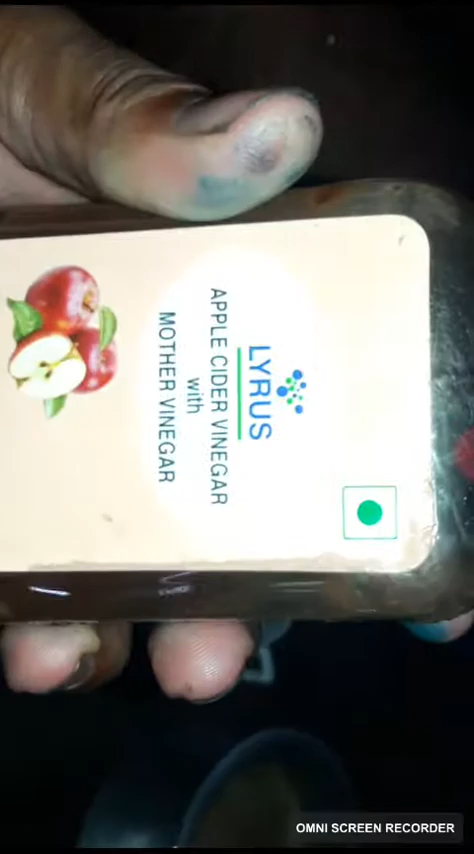 LYRUS
APPLE CIDER VINEGAR
with
MOTHER VINEGAR
OMNI SCREEN RECORDER